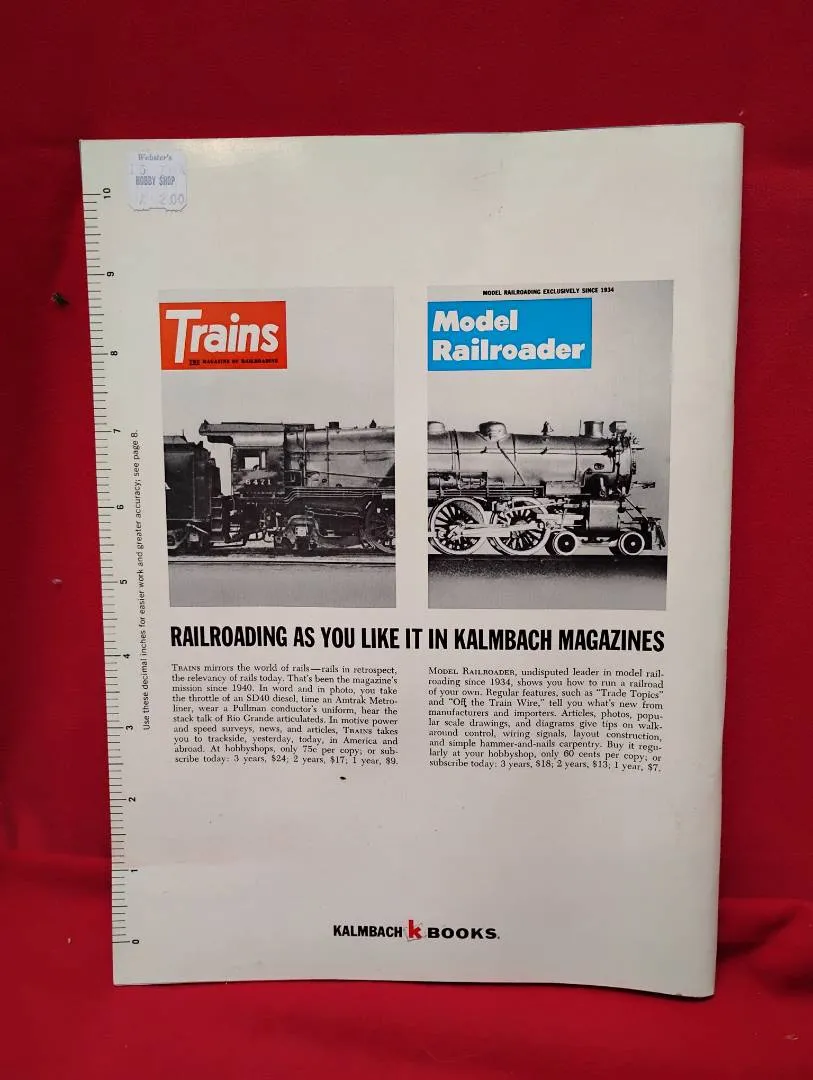 Webster's
HOBBY SHOP
2.00
10
9
8
7
6
5
4
3
2
1
0
Use these decimal inches for easier work and greater accuracy; see page 8.
Trains
THE MAGAZINE OF RAILROADING
5421
MODEL RAILROADING EXCLUSIVELY SINCE 1934
Model
Railroader
RAILROADING AS YOU LIKE IT IN KALMBACH MAGAZINES
TRAINS mirrors the world of rails—rails in retrospect,
the relevancy of rails today. That's been the magazine's
mission since 1940. In word and in photo, you take
the throttle of an SD40 diesel, time an Amtrak Metro-
liner, wear a Pullman conductor's uniform, hear the
stack talk of Rio Grande articulateds. In motive power
and speed surveys, news, and articles, TRAINS takes
you to trackside, yesterday, today, in America and
abroad. At hobbyshops, only 75c per copy; or sub-
scribe today: 3 years, $24; 2 years, $17; 1 year, $9.
MODEL RAILROADER, undisputed leader in model rail-
roading since 1934, shows you how to run a railroad
of your own. Regular features, such as "Trade Topics"
and "Off the Train Wire," tell you what's new from
manufacturers and importers. Articles, photos, popu-
lar scale drawings, and diagrams give tips on walk-
around control, wiring signals, layout construction,
and simple hammer-and-nails carpentry. Buy it regu-
larly at your hobbyshop, only 60 cents per copy; or
subscribe today: 3 years, $18; 2 years, $13; 1 year, $7.
KALMBACH k BOOKS.